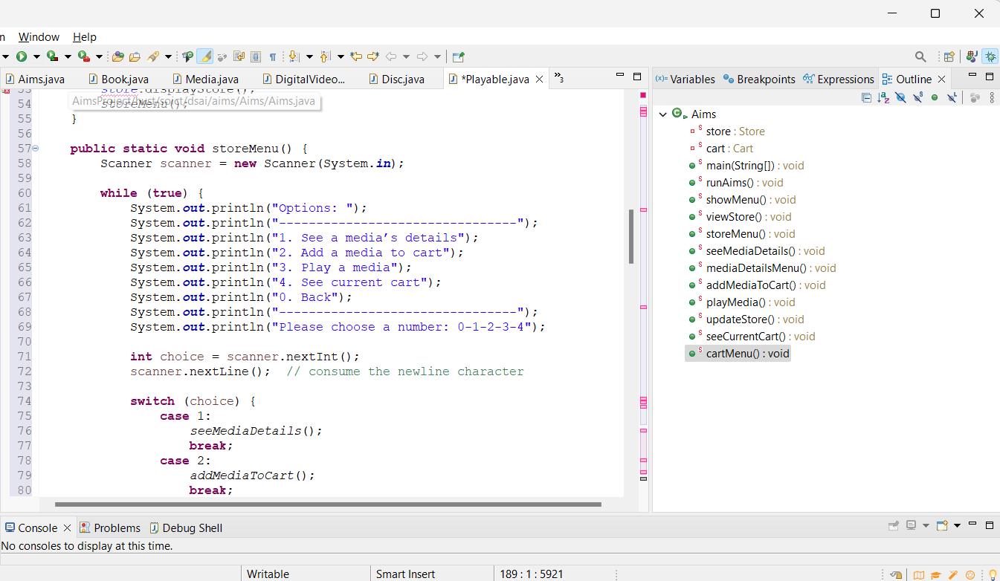 n Window Help
Aims.java Book.java Media.java DigitalVideo... Disc.java *Playable.java »3
(x)= Variables Breakpoints Expressions Outline
53 store.displayStore();
AimsProject/hust/soict/dsai/aims/Aims/Aims.java
54 storeMenu();
55 }
56
57 public static void storeMenu() {
58 Scanner scanner = new Scanner(System.in);
59
60 while (true) {
61 System.out.println("Options: ");
62 System.out.println("--------------------------------");
63 System.out.println("1. See a media’s details");
64 System.out.println("2. Add a media to cart");
65 System.out.println("3. Play a media");
66 System.out.println("4. See current cart");
67 System.out.println("0. Back");
68 System.out.println("--------------------------------");
69 System.out.println("Please choose a number: 0-1-2-3-4");
70
71 int choice = scanner.nextInt();
72 scanner.nextLine();  // consume the newline character
73
74 switch (choice) {
75 case 1:
76 seeMediaDetails();
77 break;
78 case 2:
79 addMediaToCart();
80 break;
Aims
store : Store
cart : Cart
main(String[]) : void
runAims() : void
showMenu() : void
viewStore() : void
storeMenu() : void
seeMediaDetails() : void
mediaDetailsMenu() : void
addMediaToCart() : void
playMedia() : void
updateStore() : void
seeCurrentCart() : void
cartMenu() : void
Console Problems Debug Shell
No consoles to display at this time.
Writable Smart Insert 189 : 1 : 5921